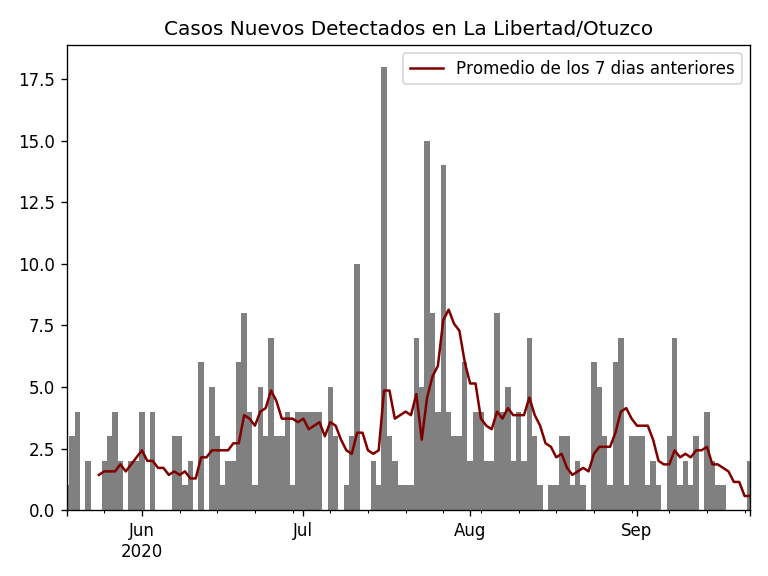 Casos Nuevos Detectados en La Libertad/Otuzco
Promedio de los 7 dias anteriores
17.5
15.0
12.5
10.0
7.5
5.0
2.5
0.0
Jun
2020
Jul
Aug
Sep